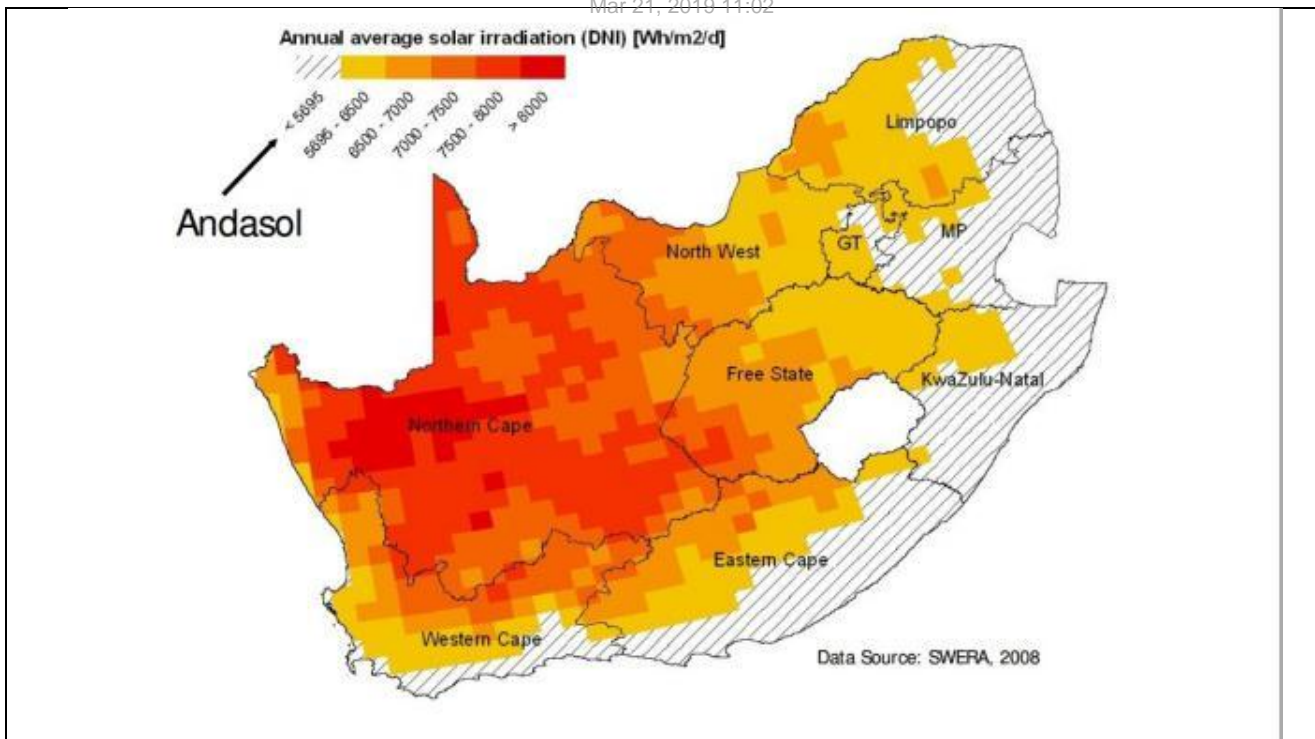 Mar 21, 2019 11:02
Annual average solar irradiation (DNI) [Wh/m2/d]
< 5695
5695 - 6500
6500 - 7000
7000 - 7500
7500 - 8000
> 8000
Andasol
Limpopo
North West
GT
MP
Free State
KwaZulu-Natal
Northern Cape
Eastern Cape
Western Cape
Data Source: SWERA, 2008